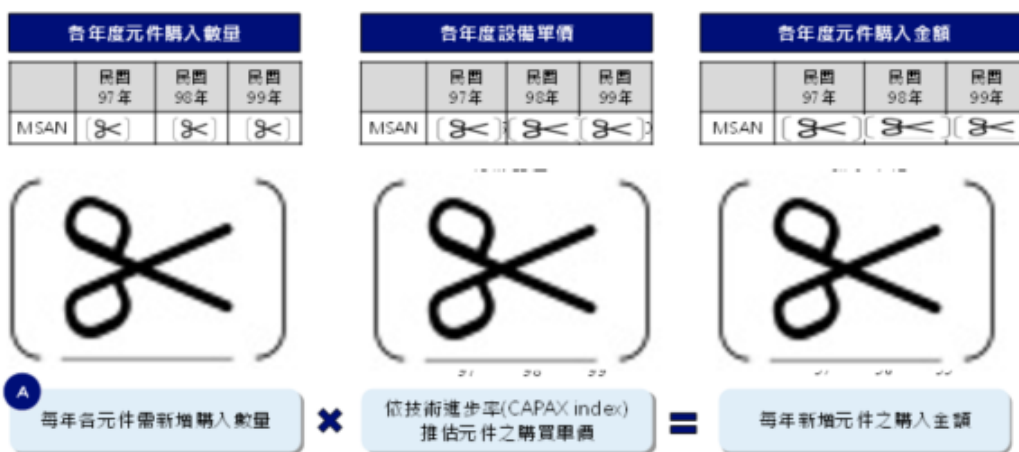 各年度元件購入數量
各年度設備單價
各年度元件購入金額
民國 民國 民國
97年 98年 99年
MSAN
民國 民國 民國
97年 98年 99年
MSAN
民國 民國 民國
97年 98年 99年
MSAN
97 98 99
A
每年各元件需新增購入數量
依技術進步率(CAPAX index)
推估元件之購買單價
每年新增元件之購入金額